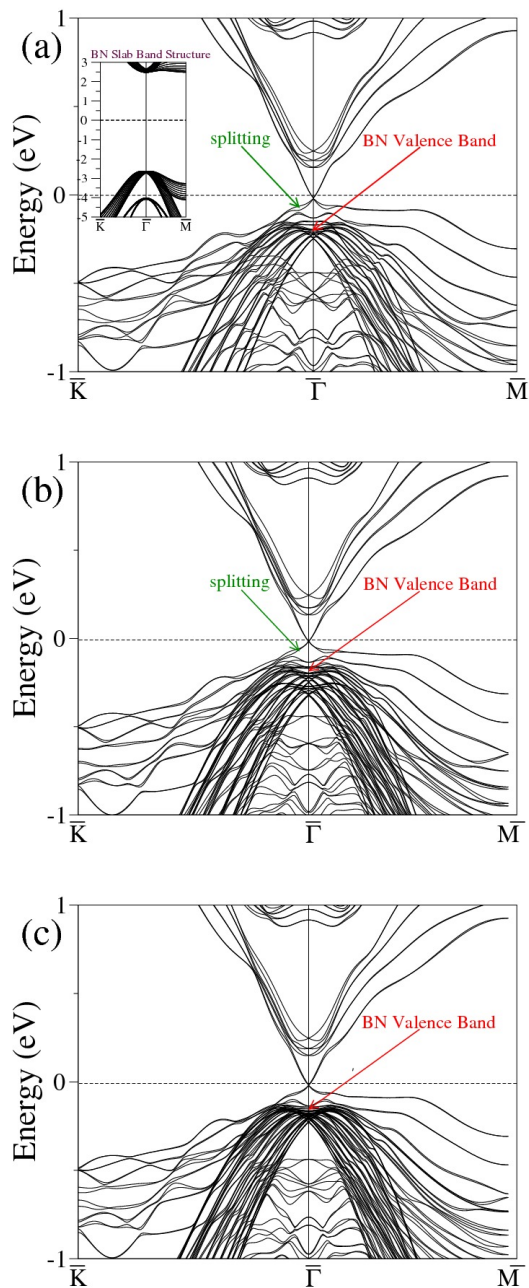 (a)
BN Slab Band Structure
3
2
1
0
-1
-2
-3
-4
-5
K̅ Γ̅ M̅
1
0
-1
Energy (eV)
splitting
BN Valence Band
K̅ Γ̅ M̅
(b)
1
0
-1
Energy (eV)
splitting
BN Valence Band
K̅ Γ̅ M̅
(c)
1
0
-1
Energy (eV)
BN Valence Band
K̅ Γ̅ M̅